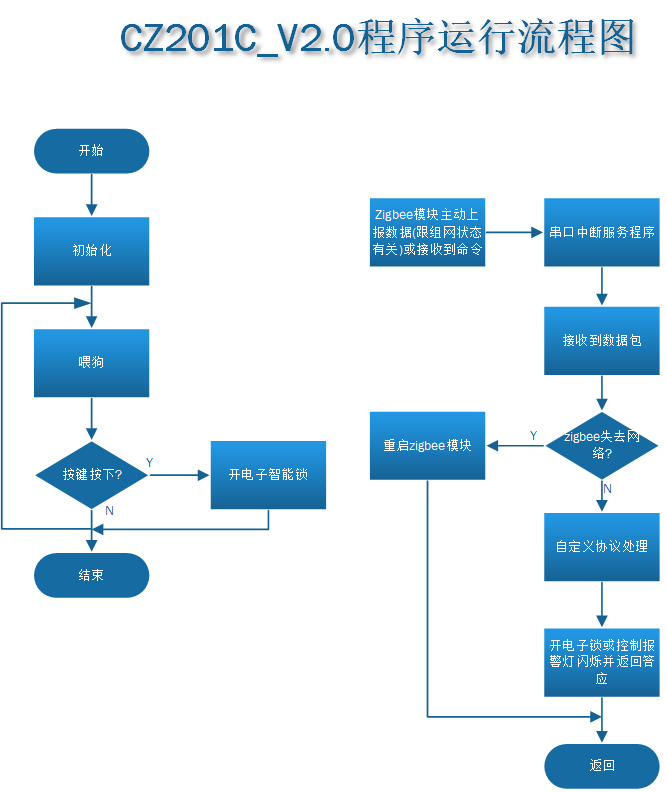 CZ201C_V2.0程序运行流程图
开始
初始化
喂狗
按键按下?
Y
开电子智能锁
N
结束
Zigbee模块主动上
报数据(跟组网状态
有关)或接收到命令
串口中断服务程序
接收到数据包
zigbee失去网
络?
Y
重启zigbee模块
N
自定义协议处理
开电子锁或控制报
警灯闪烁并返回答
应
返回